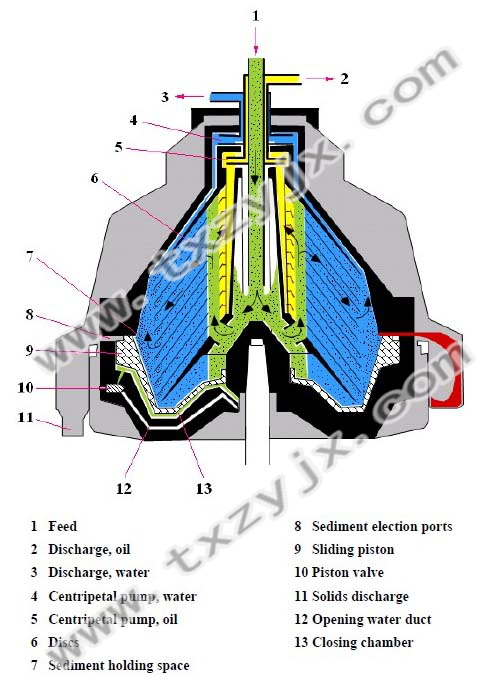 1
2
3
4
5
6
7
8
9
10
11
12
13
www.txzyjx.com
www.txzyjx.com
1 Feed
2 Discharge, oil
3 Discharge, water
4 Centripetal pump, water
5 Centripetal pump, oil
6 Discs
7 Sediment holding space
8 Sediment election ports
9 Sliding piston
10 Piston valve
11 Solids discharge
12 Opening water duct
13 Closing chamber